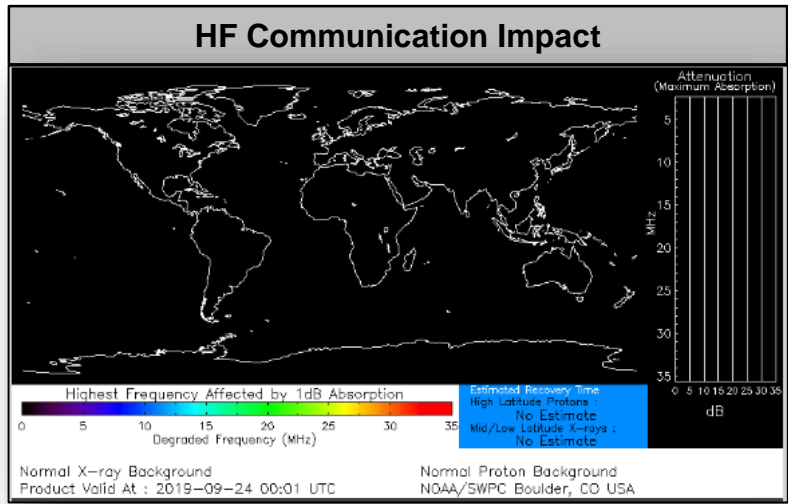 HF Communication Impact
Attenuation
(Maximum Absorption)
5
10
15
20
25
30
35
MHz
0 5 10 15 20 25 30 35
dB
Highest Frequency Affected by 1dB Absorption
0 5 10 15 20 25 30 35
Degraded Frequency (MHz)
Estimated Recovery Time
High Latitude Protons :
No Estimate
Mid/Low Latitude X-rays :
No Estimate
Normal X-ray Background
Normal Proton Background
Product Valid At : 2019-09-24 00:01 UTC
NOAA/SWPC Boulder, CO USA